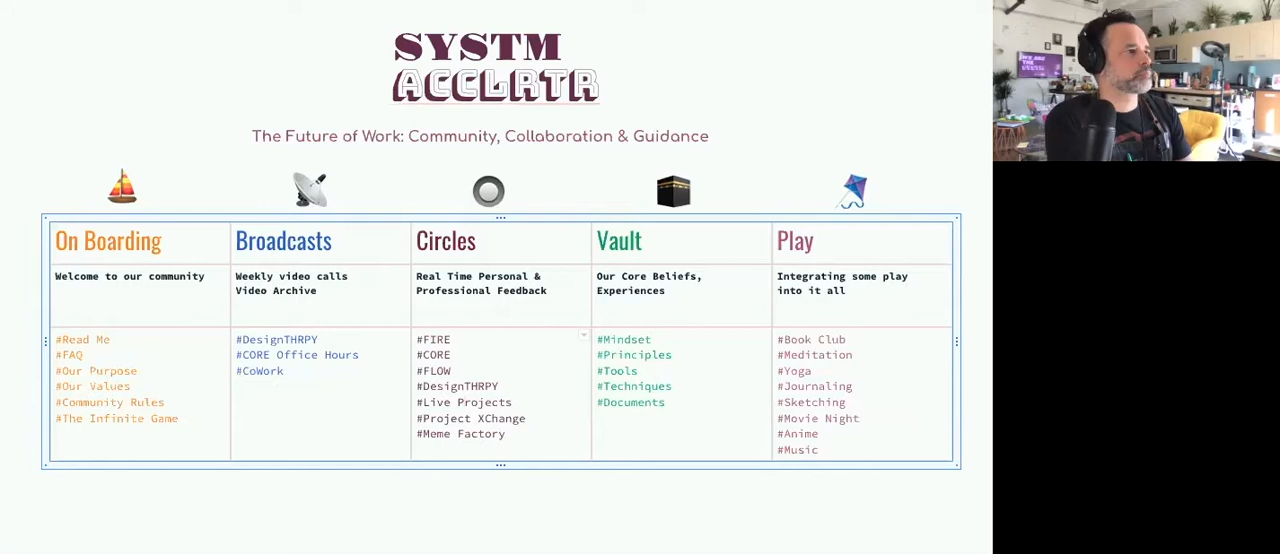 SYSTM
ACCLRTR
The Future of Work: Community, Collaboration & Guidance
On Boarding
Welcome to our community
#Read Me
#FAQ
#Our Purpose
#Our Values
#Community Rules
#The Infinite Game
Broadcasts
Weekly video calls
Video Archive
#DesignTHRPY
#CORE Office Hours
#CoWork
Circles
Real Time Personal &
Professional Feedback
#FIRE
#CORE
#FLOW
#DesignTHRPY
#Live Projects
#Project XChange
#Meme Factory
Vault
Our Core Beliefs,
Experiences
#Mindset
#Principles
#Tools
#Techniques
#Documents
Play
Integrating some play
into it all
#Book Club
#Meditation
#Yoga
#Journaling
#Sketching
#Movie Night
#Anime
#Music